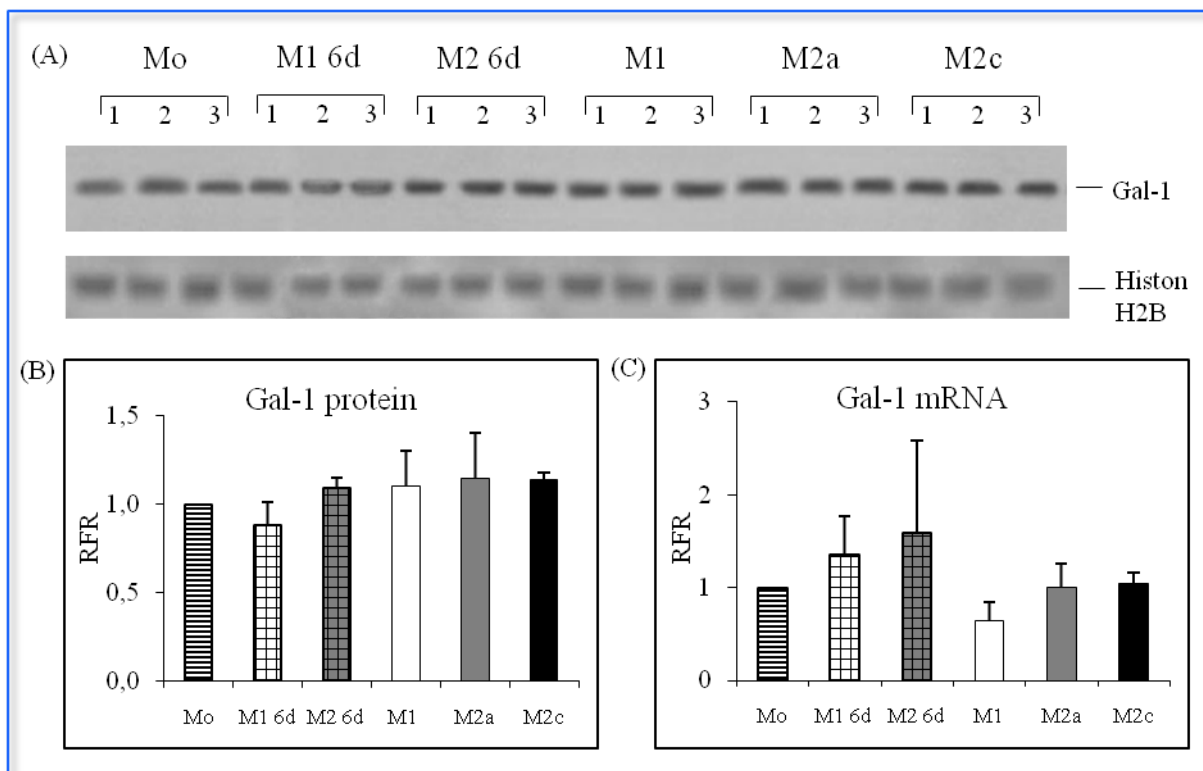 (A)
Mo M1 6d M2 6d M1 M2a M2c
1 2 3 1 2 3 1 2 3 1 2 3 1 2 3 1 2 3
Gal-1
Histon
H2B
(B)
Gal-1 protein
RFR
1,5
1,0
0,5
0,0
Mo M1 6d M2 6d M1 M2a M2c
(C)
Gal-1 mRNA
RFR
3
2
1
0
Mo M1 6d M2 6d M1 M2a M2c